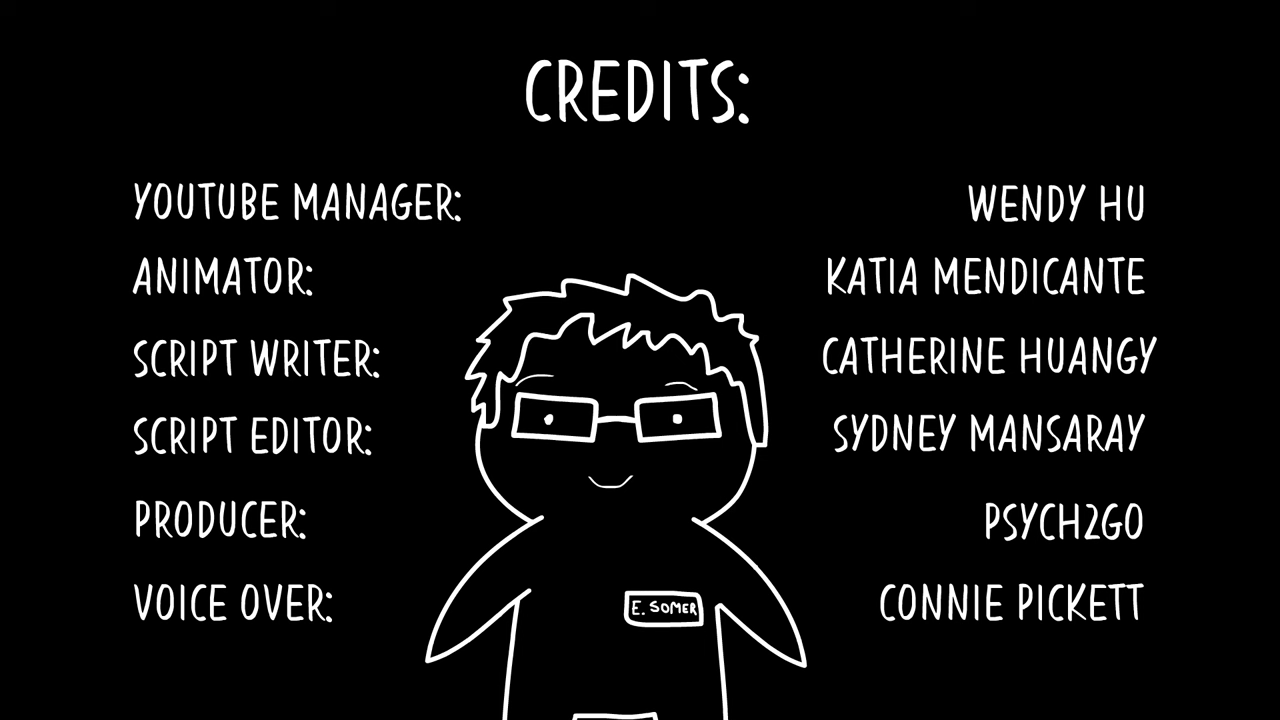 CREDITS:
YOUTUBE MANAGER: WENDY HU
ANIMATOR: KATIA MENDICANTE
SCRIPT WRITER: CATHERINE HUANGY
SCRIPT EDITOR: SYDNEY MANSARAY
PRODUCER: PSYCH2GO
VOICE OVER: CONNIE PICKETT
E. SOMER